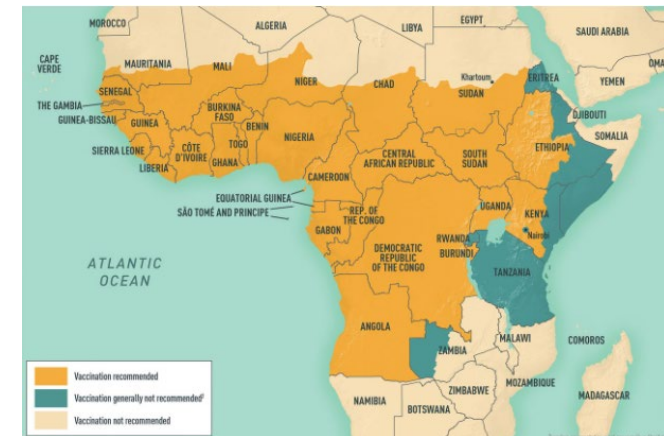 MOROCCO
ALGERIA
LIBYA
EGYPT
SAUDI ARABIA
CAPE
VERDE
MAURITANIA
MALI
NIGER
CHAD
Khartoum
SUDAN
ERITREA
YEMEN
OMA
SENEGAL
THE GAMBIA
GUINEA-BISSAU
GUINEA
BURKINA
FASO
BENIN
NIGERIA
DJIBOUTI
SOMALIA
SIERRA LEONE
LIBERIA
CÔTE
D'IVOIRE
TOGO
GHANA
CENTRAL
AFRICAN REPUBLIC
SOUTH
SUDAN
ETHIOPIA
CAMEROON
EQUATORIAL GUINEA
SÃO TOMÉ AND PRINCIPE
REP. OF
THE CONGO
GABON
UGANDA
KENYA
Nairobi
RWANDA
BURUNDI
DEMOCRATIC
REPUBLIC
OF THE CONGO
TANZANIA
ATLANTIC
OCEAN
ANGOLA
ZAMBIA
MALAWI
COMOROS
MOZAMBIQUE
ZIMBABWE
MADAGASCAR
NAMIBIA
BOTSWANA
Vaccination recommended
Vaccination generally not recommended²
Vaccination not recommended